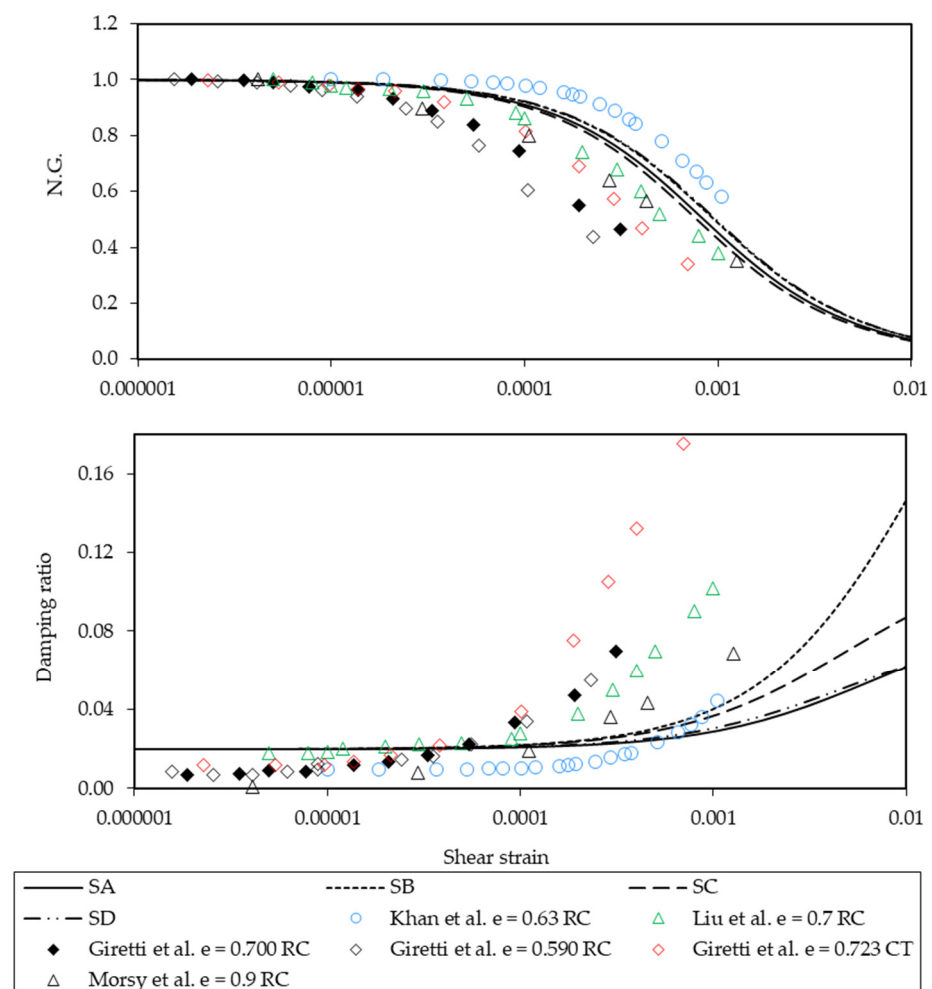 1.2
1.0
0.8
0.6
0.4
0.2
0.0
N.G.
0.000001 0.00001 0.0001 0.001 0.01
0.16
0.12
0.08
0.04
0.00
Damping ratio
0.000001 0.00001 0.0001 0.001 0.01
Shear strain
SA SB SC
SD Khan et al. e = 0.63 RC Liu et al. e = 0.7 RC
Giretti et al. e = 0.700 RC Giretti et al. e = 0.590 RC Giretti et al. e = 0.723 CT
Morsy et al. e = 0.9 RC